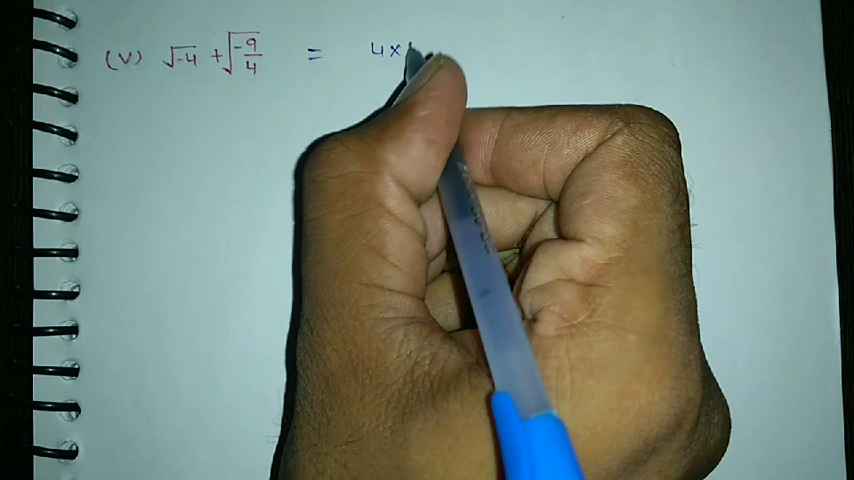 (V) √-4 + √-9/4 = 4×